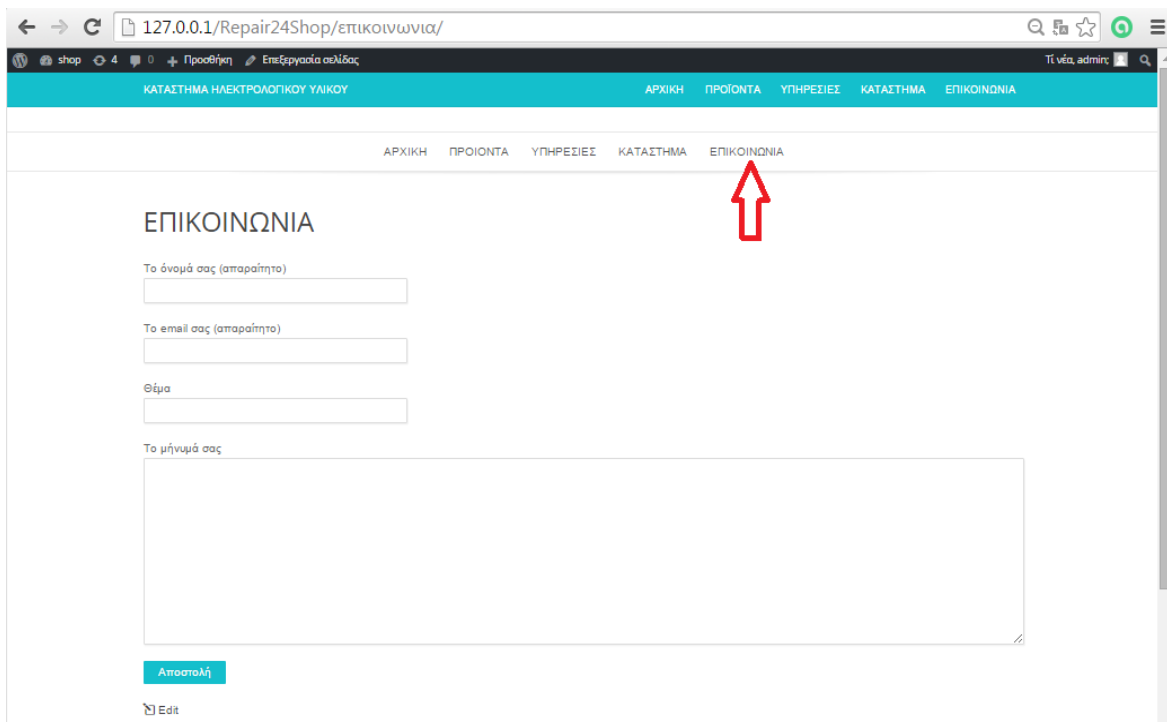 127.0.0.1/Repair24Shop/επικοινωνια/
shop 4 0 Προσθήκη Επεξεργασία σελίδας Τί νέα, admin;
ΚΑΤΑΣΤΗΜΑ ΗΛΕΚΤΡΟΛΟΓΙΚΟΥ ΥΛΙΚΟΥ ΑΡΧΙΚΗ ΠΡΟΪΟΝΤΑ ΥΠΗΡΕΣΙΕΣ ΚΑΤΑΣΤΗΜΑ ΕΠΙΚΟΙΝΩΝΙΑ
ΑΡΧΙΚΗ ΠΡΟΙΟΝΤΑ ΥΠΗΡΕΣΙΕΣ ΚΑΤΑΣΤΗΜΑ ΕΠΙΚΟΙΝΩΝΙΑ
ΕΠΙΚΟΙΝΩΝΙΑ
Το όνομά σας (απαραίτητο)
Το email σας (απαραίτητο)
Θέμα
Το μήνυμά σας
Αποστολή
Edit